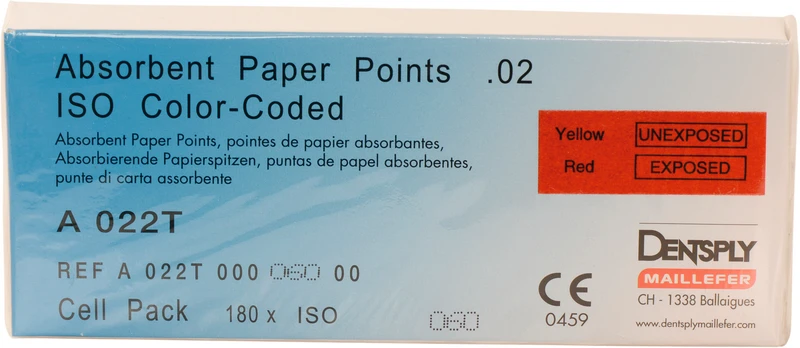 Absorbent Paper Points .02
ISO Color-Coded
Absorbent Paper Points, pointes de papier absorbantes,
Absorbierende Papierspitzen, puntas de papel absorbentes,
punte di carta assorbente
Yellow UNEXPOSED
Red EXPOSED
A 022T
REF A 022T 000 060 00
Cell Pack 180 x ISO 060
CE
0459
DENTSPLY
MAILLEFER
CH - 1338 Ballaigues
www.dentsplymaillefer.com